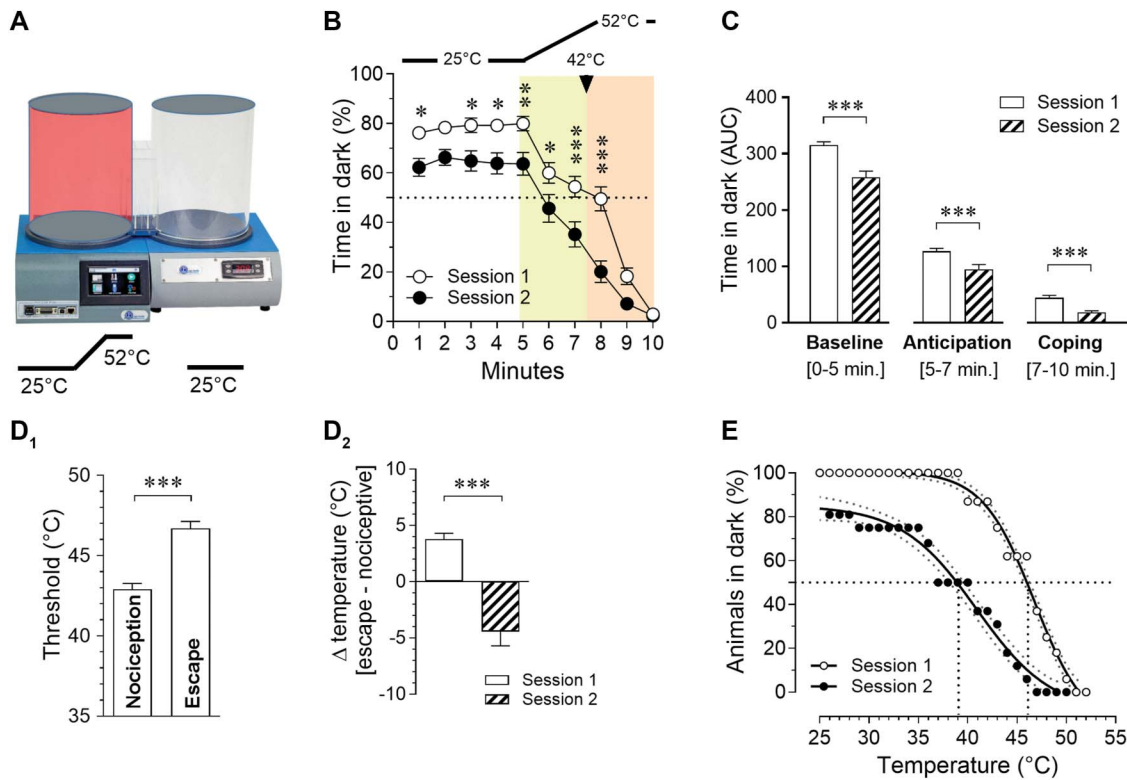 A
52°C
25°C
25°C
B
52°C
25°C
42°C
100
80
60
40
20
0
Time in dark (%)
* * * ** * *** ***
Session 1
Session 2
0 1 2 3 4 5 6 7 8 9 10
Minutes
C
Session 1
Session 2
400
300
200
100
0
Time in dark (AUC)
***
***
***
Baseline
[0-5 min.]
Anticipation
[5-7 min.]
Coping
[7-10 min.]
D1
50
47
43
39
35
Threshold (°C)
***
Nociception
Escape
D2
10
5
0
-5
-10
Δ temperature (°C)
[escape - nociceptive]
***
Session 1
Session 2
E
100
80
60
40
20
0
Animals in dark (%)
Session 1
Session 2
25 30 35 40 45 50 55
Temperature (°C)